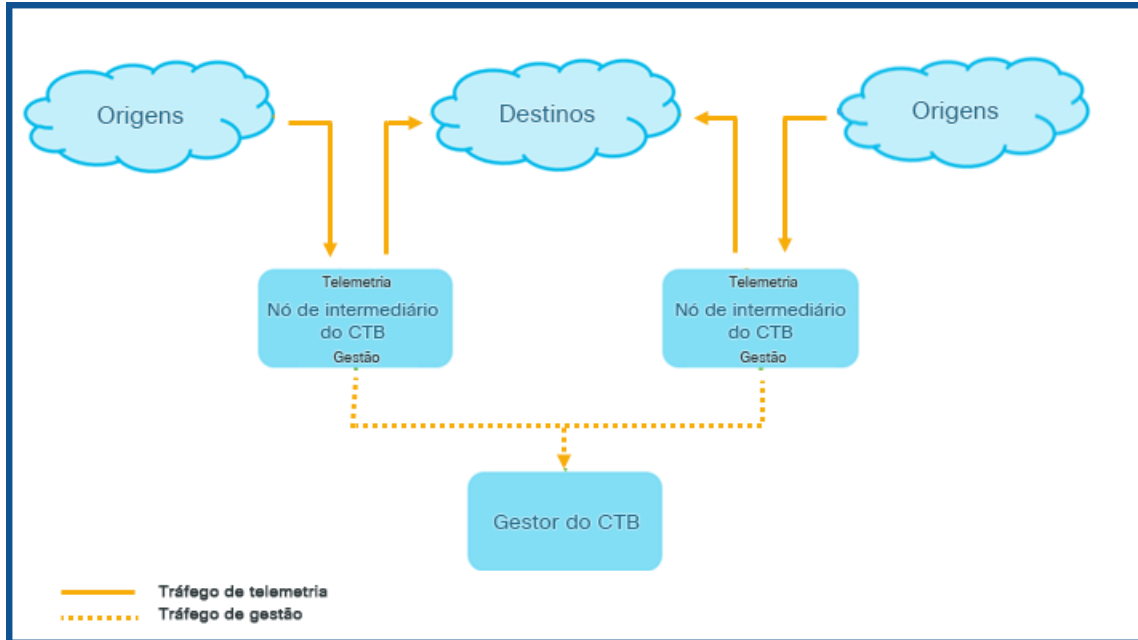 Origens
Destinos
Origens
Telemetria
Nó de intermediário
do CTB
Gestão
Telemetria
Nó de intermediário
do CTB
Gestão
Gestor do CTB
Tráfego de telemetria
Tráfego de gestão